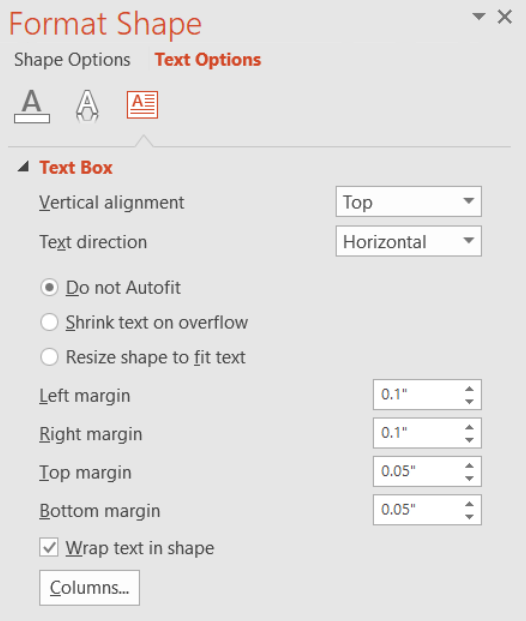 Format Shape
Shape Options Text Options
A A A
Text Box
Vertical alignment Top
Text direction Horizontal
Do not Autofit
Shrink text on overflow
Resize shape to fit text
Left margin 0.1"
Right margin 0.1"
Top margin 0.05"
Bottom margin 0.05"
Wrap text in shape
Columns...